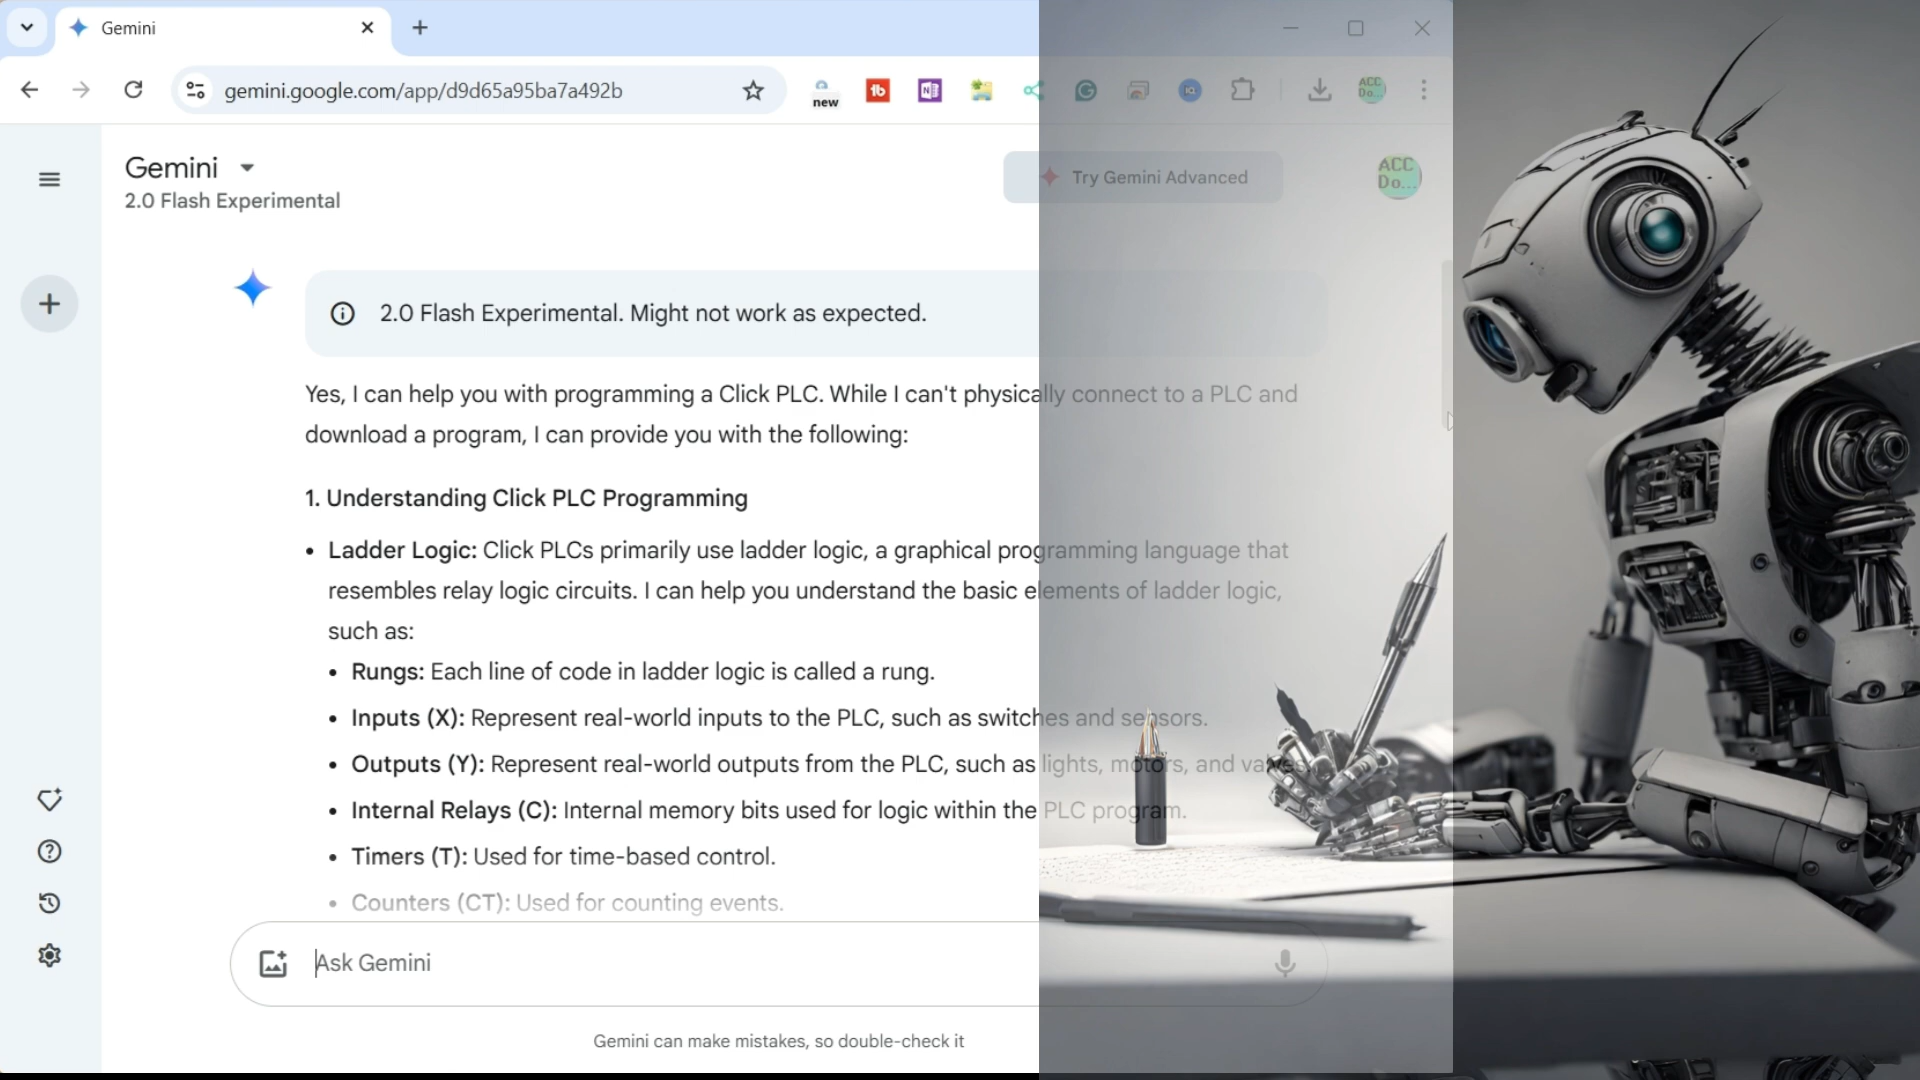 Gemini
gemini.google.com/app/d9d65a95ba7a492b
new
ACC
Do...
Gemini
2.0 Flash Experimental
Try Gemini Advanced
ACC
Do...
2.0 Flash Experimental. Might not work as expected.
Yes, I can help you with programming a Click PLC. While I can't physically connect to a PLC and
download a program, I can provide you with the following:
1. Understanding Click PLC Programming
• Ladder Logic: Click PLCs primarily use ladder logic, a graphical programming language that
resembles relay logic circuits. I can help you understand the basic elements of ladder logic,
such as:
• Rungs: Each line of code in ladder logic is called a rung.
• Inputs (X): Represent real-world inputs to the PLC, such as switches and sensors.
• Outputs (Y): Represent real-world outputs from the PLC, such as lights, motors, and valves.
• Internal Relays (C): Internal memory bits used for logic within the PLC program.
• Timers (T): Used for time-based control.
• Counters (CT): Used for counting events.
Ask Gemini
Gemini can make mistakes, so double-check it